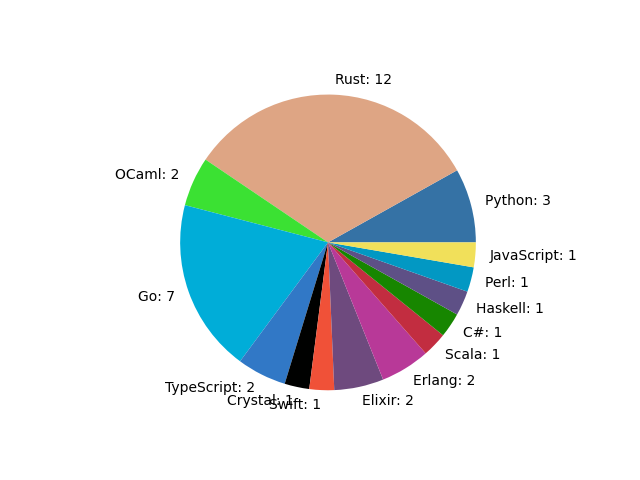 Rust: 12
OCaml: 2
Python: 3
JavaScript: 1
Go: 7
Perl: 1
Haskell: 1
C#: 1
Scala: 1
Erlang: 2
TypeScript: 2
Crystal: 1
Swift: 1
Elixir: 2